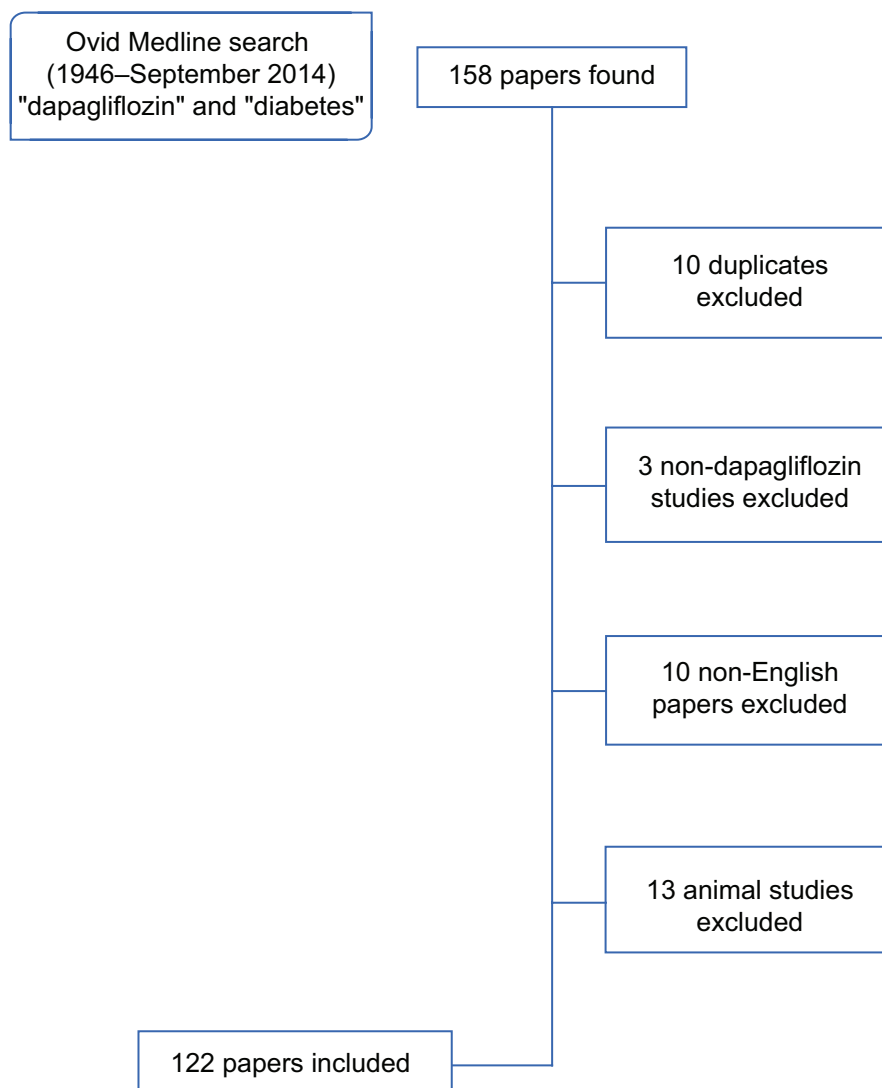 Ovid Medline search
(1946–September 2014)
"dapagliflozin" and "diabetes"
158 papers found
10 duplicates
excluded
3 non-dapagliflozin
studies excluded
10 non-English
papers excluded
13 animal studies
excluded
122 papers included